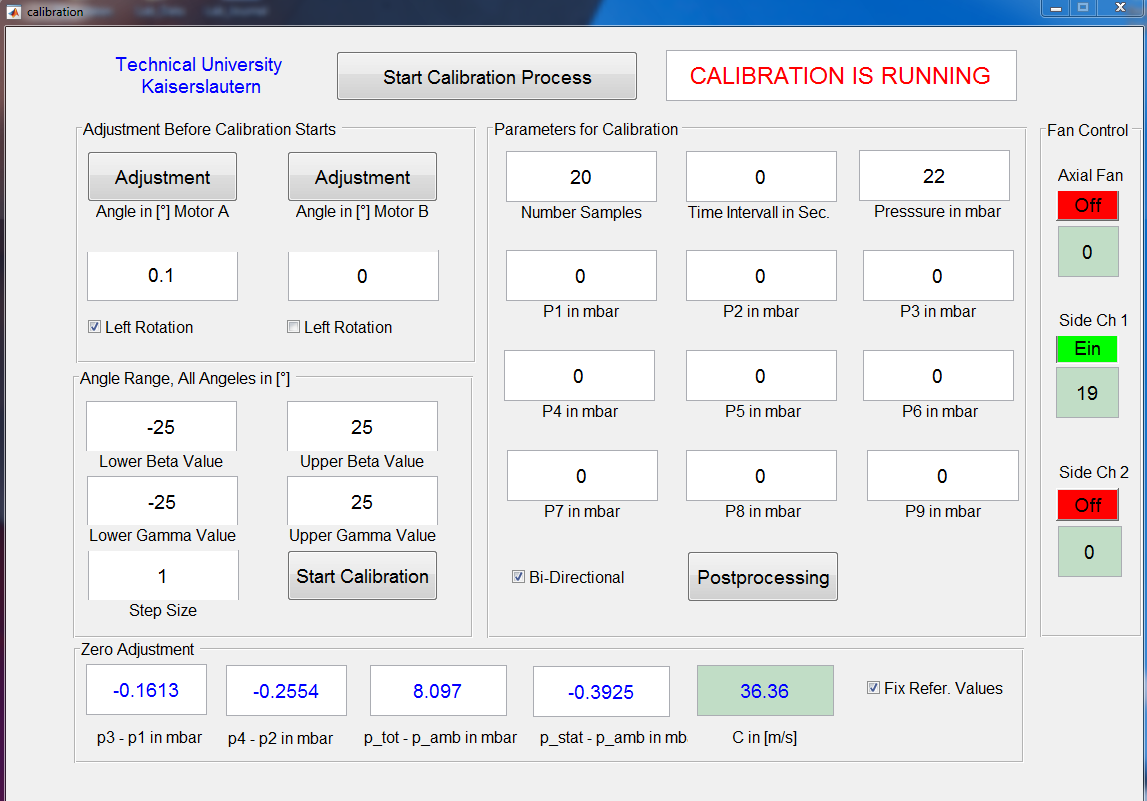 calibration
Technical University
Kaiserslautern
Start Calibration Process
CALIBRATION IS RUNNING
Adjustment Before Calibration Starts
Adjustment
Adjustment
Angle in [°] Motor A
Angle in [°] Motor B
0.1
0
Left Rotation
Left Rotation
Angle Range, All Angeles in [°]
-25
25
Lower Beta Value
Upper Beta Value
-25
25
Lower Gamma Value
Upper Gamma Value
1
Start Calibration
Step Size
Parameters for Calibration
20
0
22
Number Samples
Time Intervall in Sec.
Presssure in mbar
0
0
0
P1 in mbar
P2 in mbar
P3 in mbar
0
0
0
P4 in mbar
P5 in mbar
P6 in mbar
0
0
0
P7 in mbar
P8 in mbar
P9 in mbar
Bi-Directional
Postprocessing
Fan Control
Axial Fan
Off
0
Side Ch 1
Ein
19
Side Ch 2
Off
0
Zero Adjustment
-0.1613
-0.2554
8.097
-0.3925
36.36
Fix Refer. Values
p3 - p1 in mbar
p4 - p2 in mbar
p_tot - p_amb in mbar
p_stat - p_amb in mb
C in [m/s]